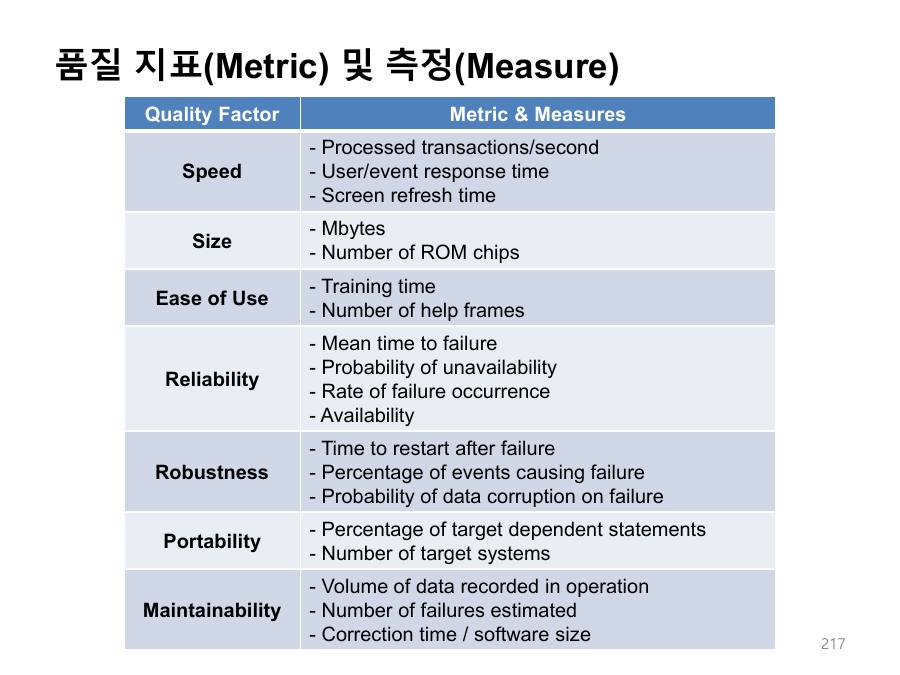 품질 지표(Metric) 및 측정(Measure)
Quality Factor
Metric & Measures
Speed
- Processed transactions/second
- User/event response time
- Screen refresh time
Size
- Mbytes
- Number of ROM chips
Ease of Use
- Training time
- Number of help frames
Reliability
- Mean time to failure
- Probability of unavailability
- Rate of failure occurrence
- Availability
Robustness
- Time to restart after failure
- Percentage of events causing failure
- Probability of data corruption on failure
Portability
- Percentage of target dependent statements
- Number of target systems
Maintainability
- Volume of data recorded in operation
- Number of failures estimated
- Correction time / software size
217